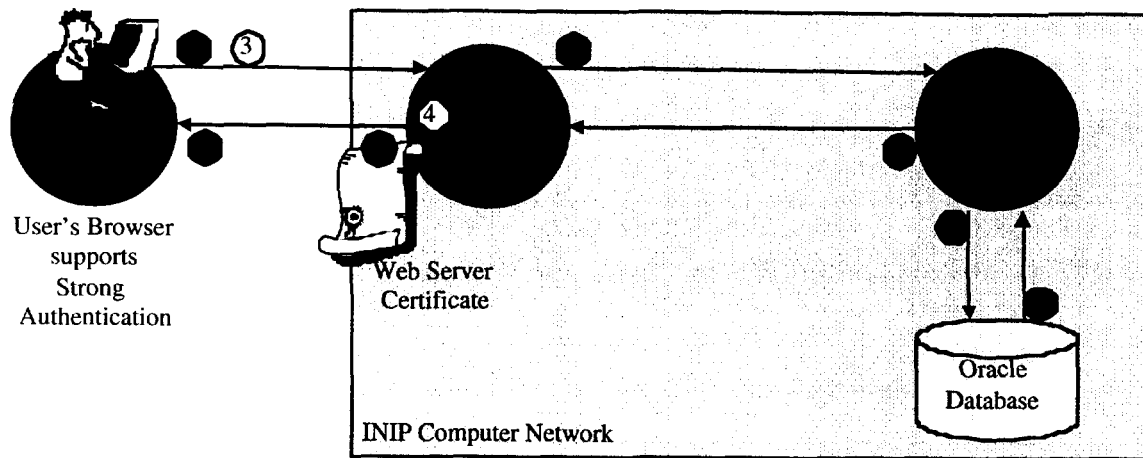 3
4
User's Browser
supports
Strong
Authentication
Web Server
Certificate
Oracle
Database
INIP Computer Network